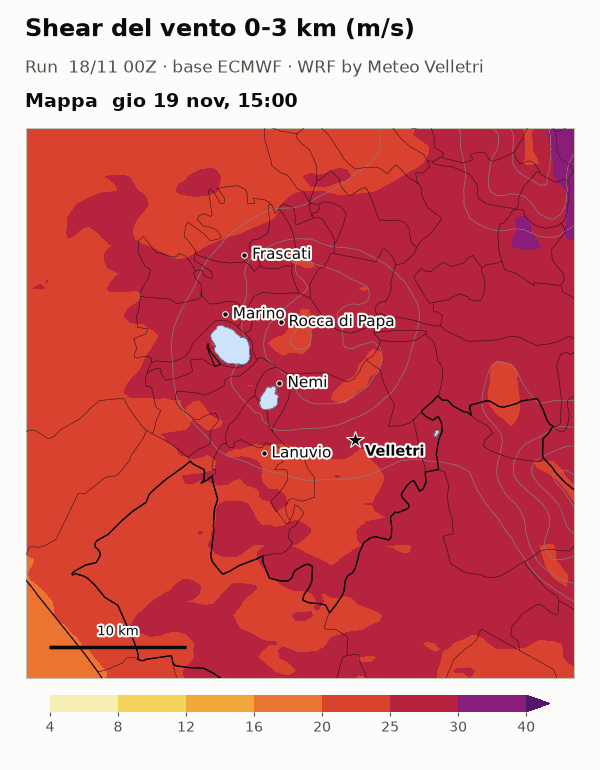 Shear del vento 0-3 km (m/s)
Run  18/11 00Z · base ECMWF · WRF by Meteo Velletri
Mappa  gio 19 nov, 15:00
Frascati
Marino
Rocca di Papa
Nemi
Velletri
Lanuvio
10 km
4 8 12 16 20 25 30 40